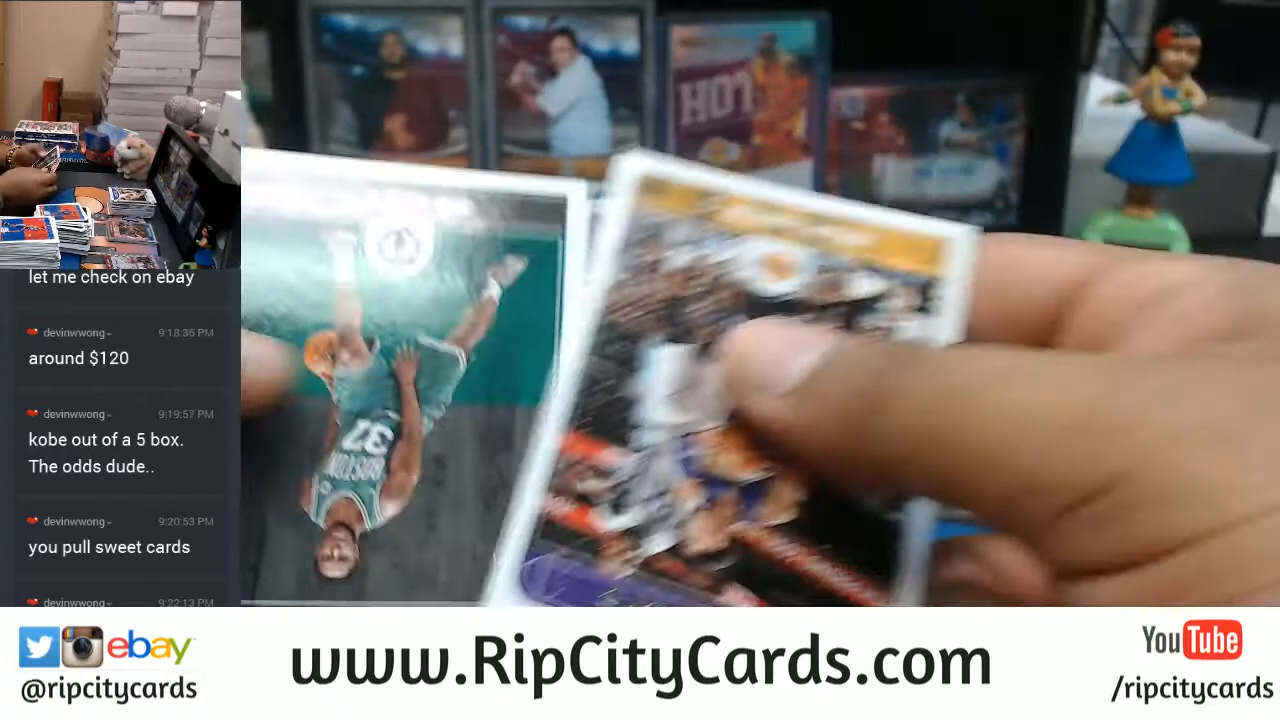 HOT
let me check on ebay
devinwwong 9:18:36 PM
around $120
devinwwong 9:19:57 PM
kobe out of a 5 box.
The odds dude..
devinwwong 9:20:53 PM
you pull sweet cards
devinwwong 9:22:13 PM
BOSTON
37
ebay
@ripcitycards
www.RipCityCards.com
YouTube
/ripcitycards